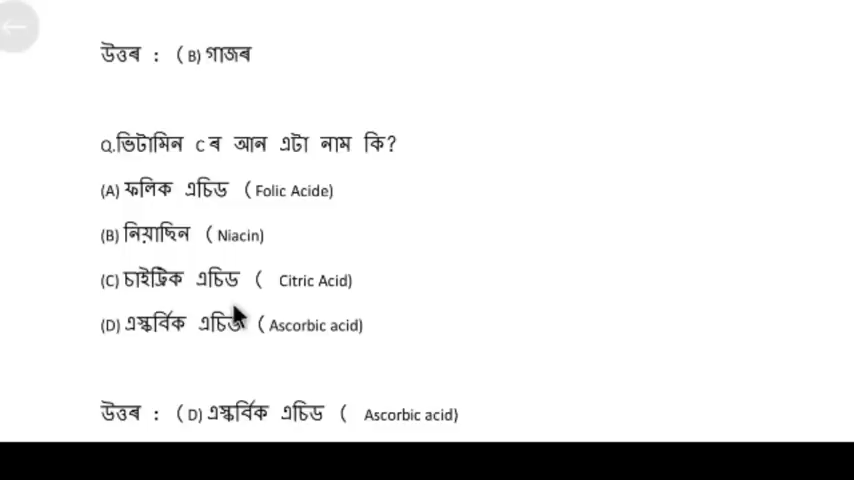 উত্তৰ : ( B) গাজৰ
Q.ভিটামিন C ৰ আন এটা নাম কি?
(A) ফলিক এচিড ( Folic Acide)
(B) নিয়াছিন ( Niacin)
(C) চাইট্ৰিক এচিড ( Citric Acid)
(D) এস্কৰ্বিক এচিড ( Ascorbic acid)
উত্তৰ : ( D) এস্কৰ্বিক এচিড ( Ascorbic acid)